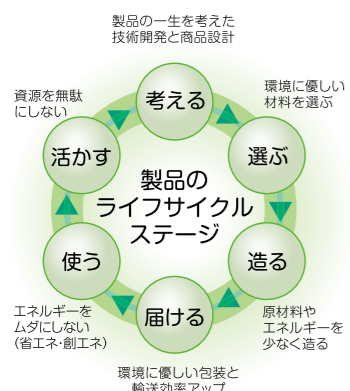 製品の一生を考えた
技術開発と商品設計
考える
環境に優しい
材料を選ぶ
選ぶ
造る
原材料や
エネルギーを
少なく造る
届ける
環境に優しい包装と
輸送効率アップ
使う
エネルギーを
ムダにしない
(省エネ・創エネ)
活かす
資源を無駄
にしない
製品の
ライフサイクル
ステージ